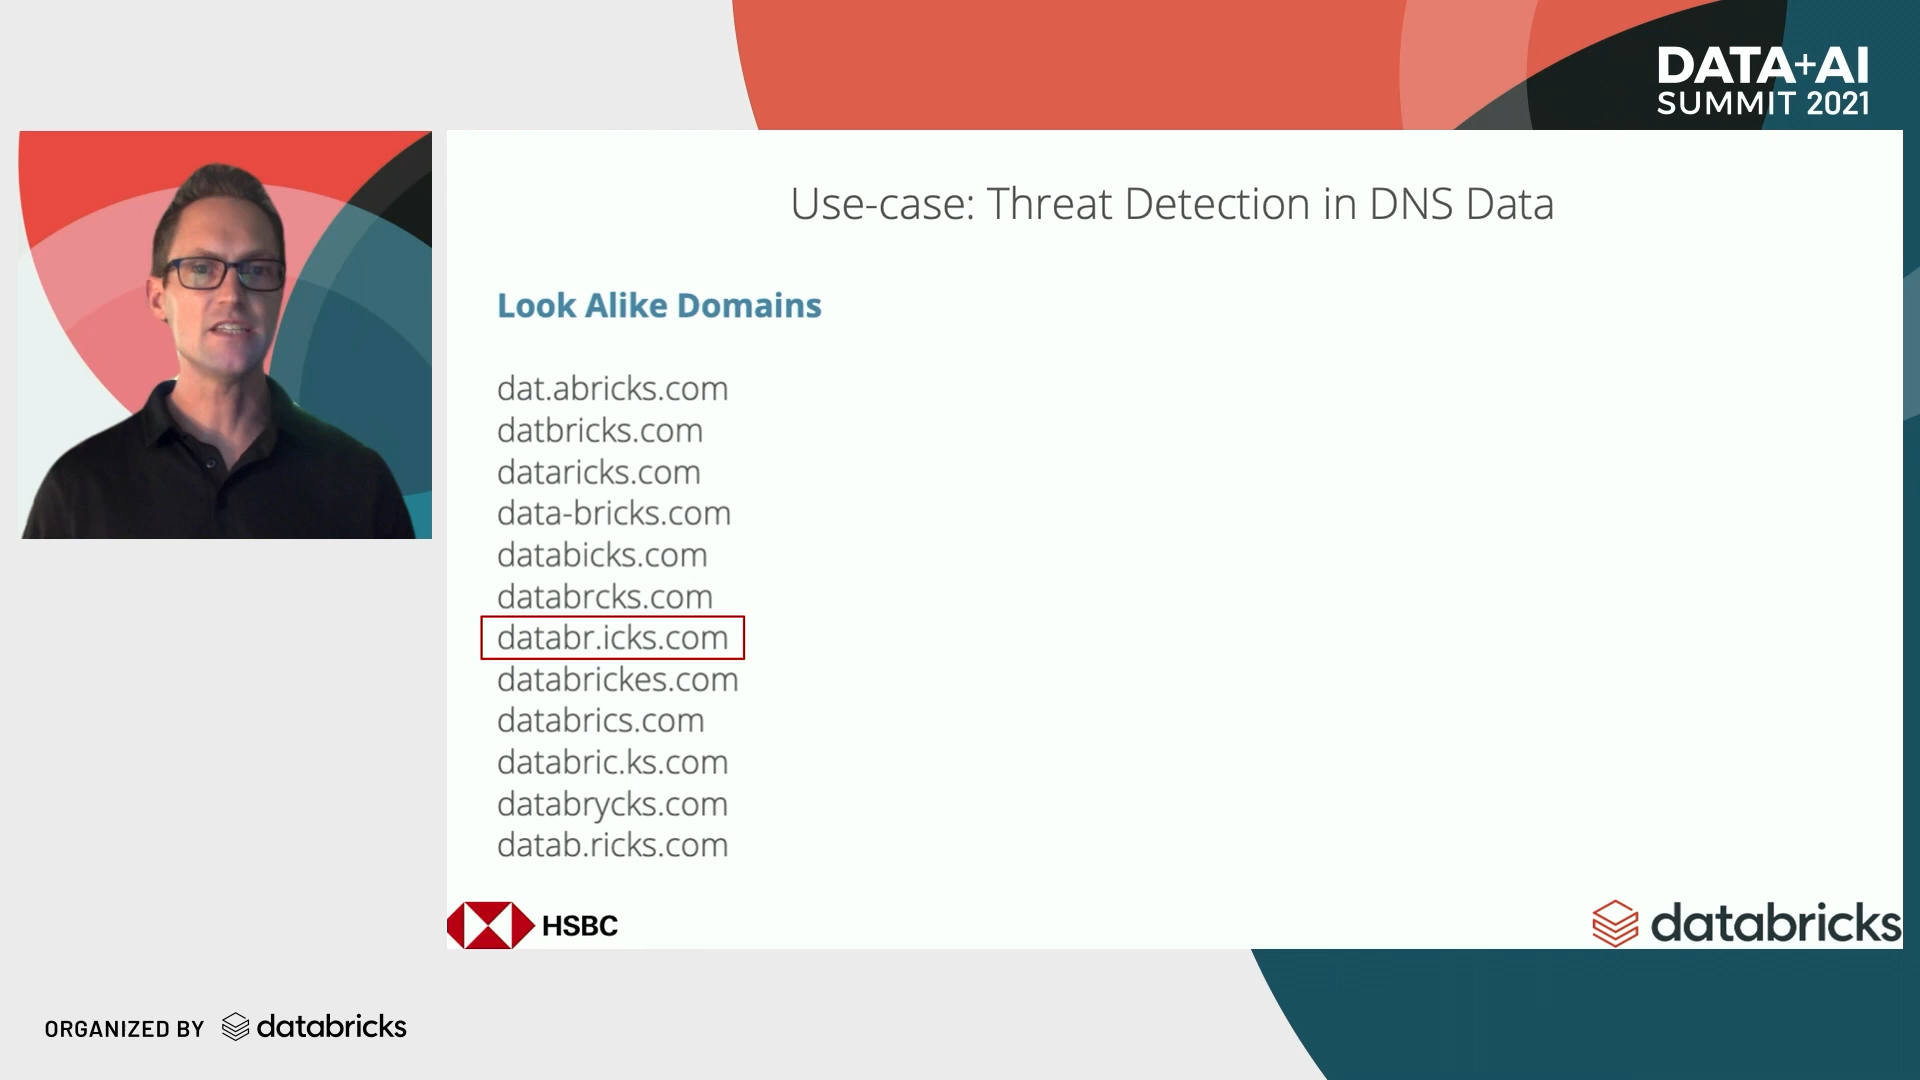 DATA+AI
SUMMIT 2021
Use-case: Threat Detection in DNS Data
Look Alike Domains
dat.abricks.com
datbricks.com
dataricks.com
data-bricks.com
databicks.com
databrcks.com
databr.icks.com
databrickes.com
databrics.com
databric.ks.com
databrycks.com
datab.ricks.com
HSBC
databricks
ORGANIZED BY databricks